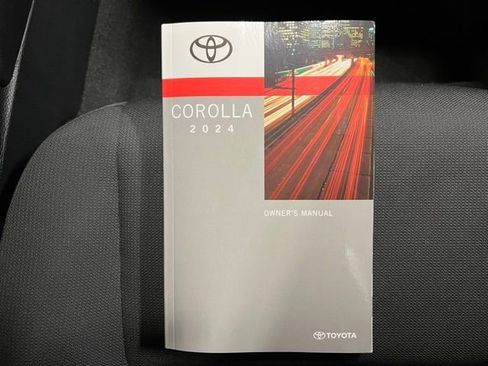 COROLLA
2024
OWNER'S MANUAL
TOYOTA